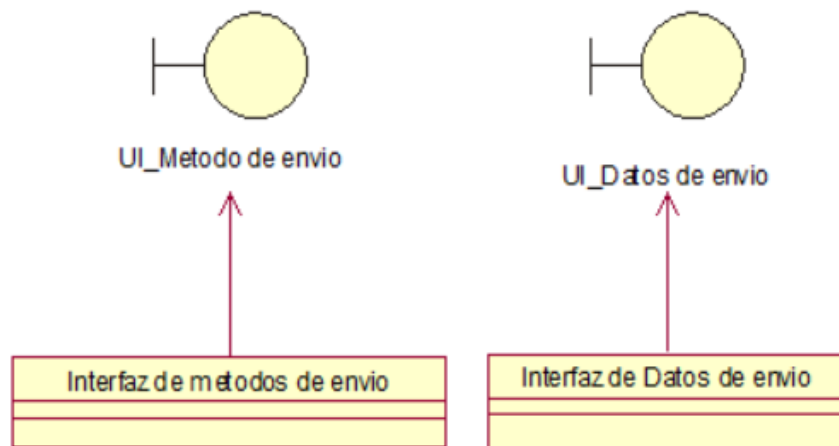 UI_Metodo de envio
UI_Datos de envio
Interfaz de metodos de envio
Interfaz de Datos de envio